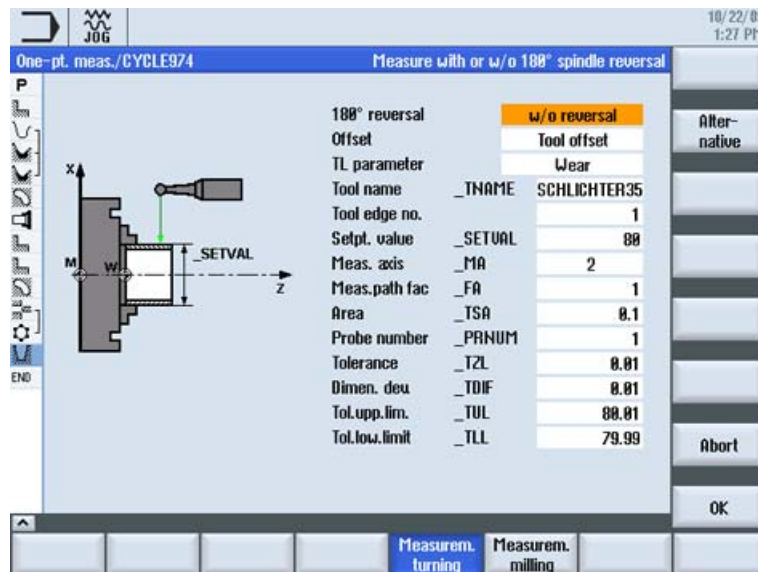 JOG
10/22/0
1:27 PM
One-pt. meas./CYCLE974 Measure with or w/o 180° spindle reversal
P
180° reversal w/o reversal
Offset Tool offset
TL parameter Wear
Tool name _TNAME SCHLICHTER35
Tool edge no. 1
Setpt. value _SETVAL 80
Meas. axis _MA 2
Meas.path fac _FA 1
Area _TSA 0.1
Probe number _PRNUM 1
Tolerance _TZL 0.01
Dimen. dev _TDIF 0.01
Tol.upp.lim. _TUL 80.01
Tol.low.limit _TLL 79.99
X
M
W
_SETVAL
Z
END
Alter-
native
Abort
OK
Measurem.
turning
Measurem.
milling